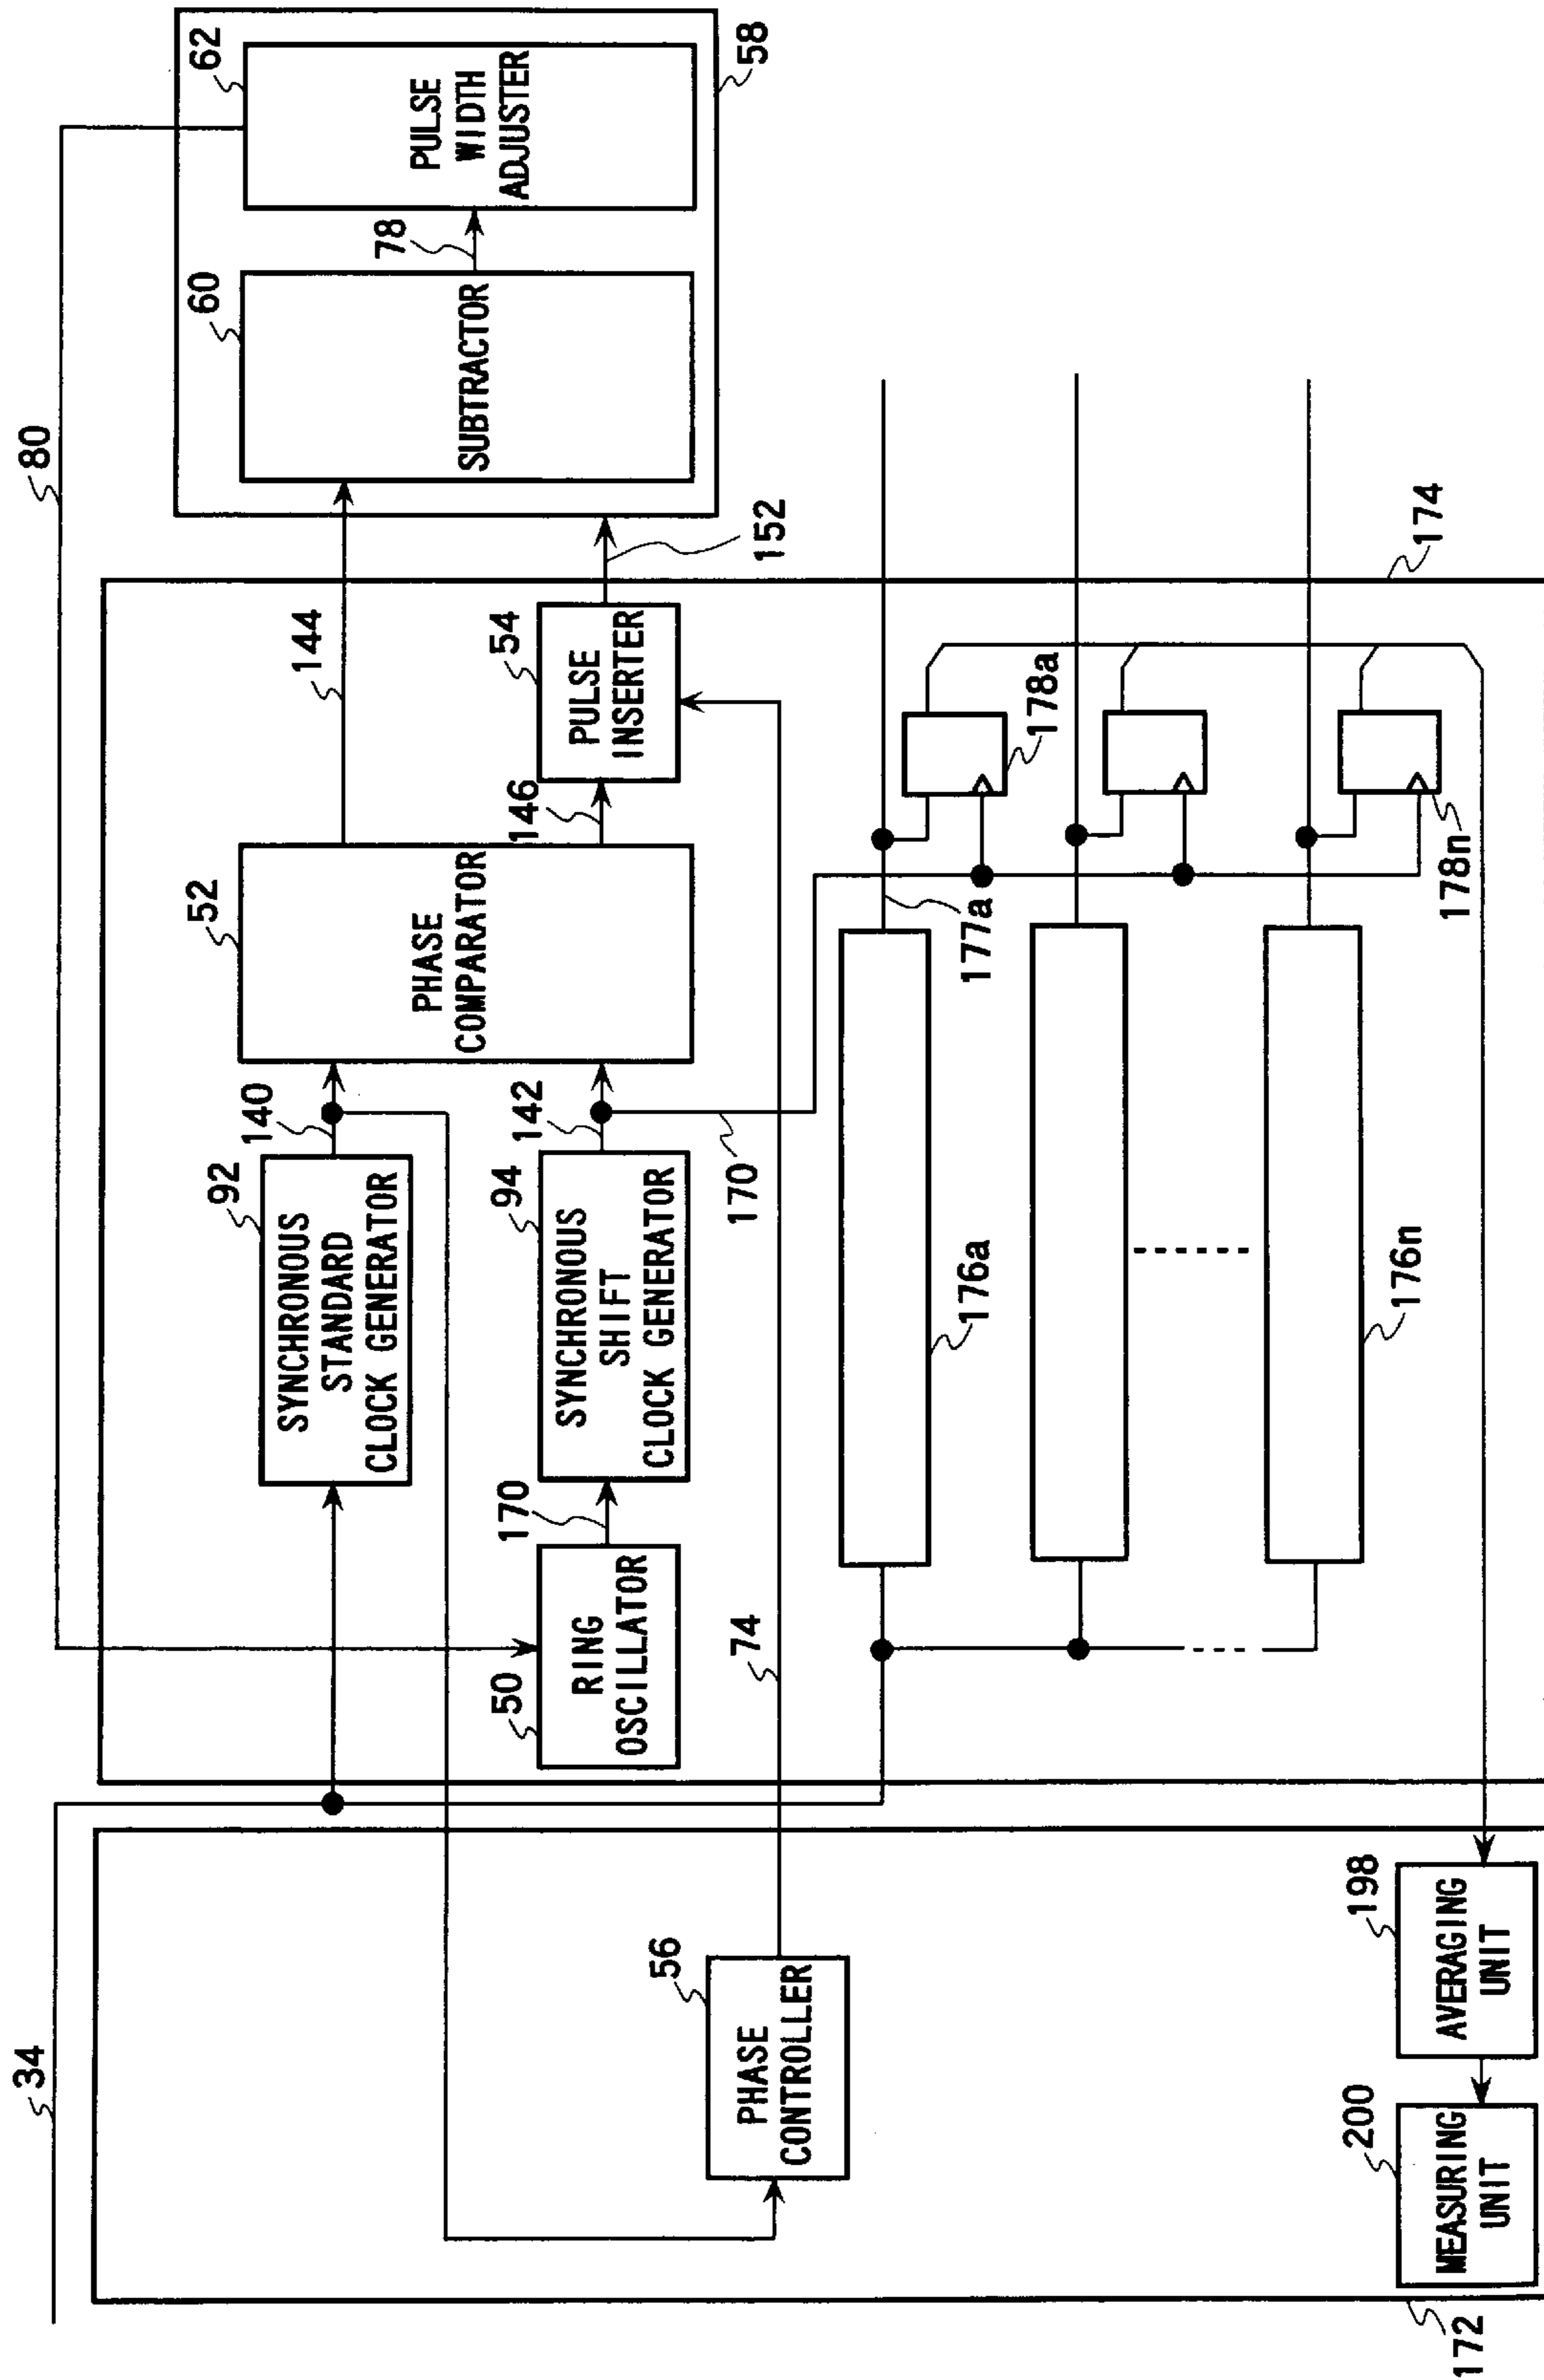 34
80
172
56
PHASE
CONTROLLER
74
200
MEASURING
UNIT
198
AVERAGING
UNIT
50
RING
OSCILLATOR
170
92
SYNCHRONOUS
STANDARD
CLOCK GENERATOR
140
94
SYNCHRONOUS
SHIFT
CLOCK GENERATOR
142
170
52
PHASE
COMPARATOR
144
146
54
PULSE
INSERTER
152
60
SUBTRACTOR
78
62
PULSE
WIDTH
ADJUSTER
58
176a
177a
178a
176n
178n
174